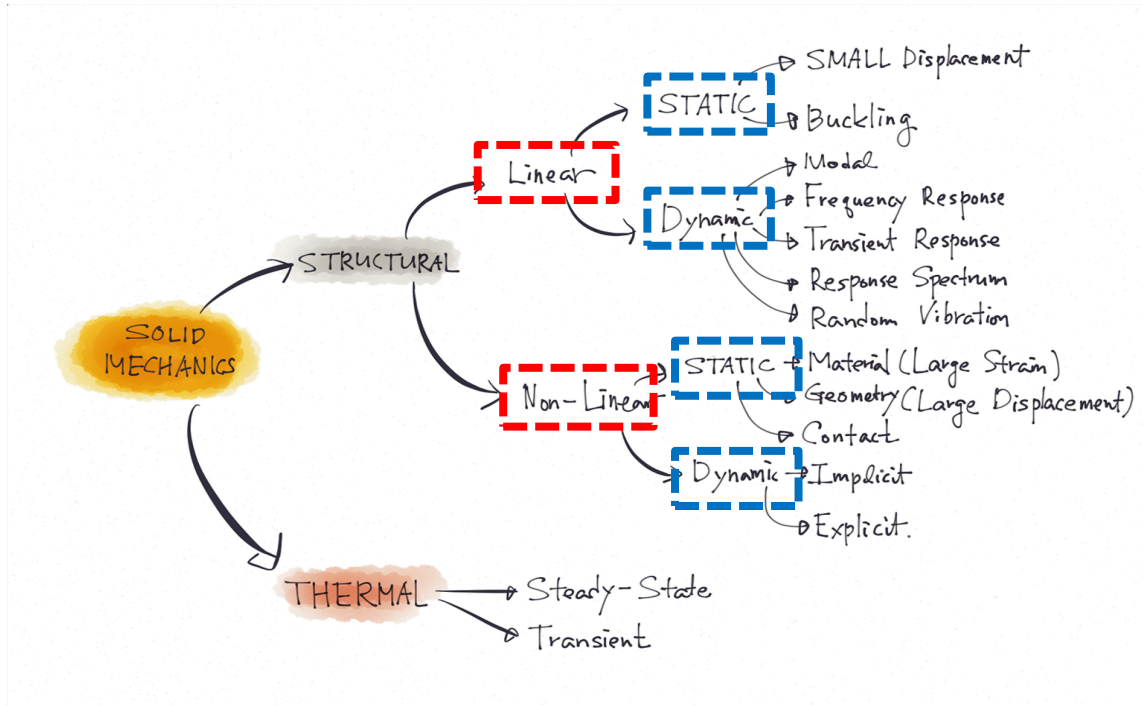 SMALL Displacement
STATIC
Buckling
Linear
Modal
Frequency Response
Dynamic
Transient Response
STRUCTURAL
Response Spectrum
Random Vibration
SOLID
MECHANICS
STATIC
Material (Large Strain)
Non-Linear
Geometry (Large Displacement)
Contact
Dynamic
Implicit
Explicit.
THERMAL
Steady-State
Transient